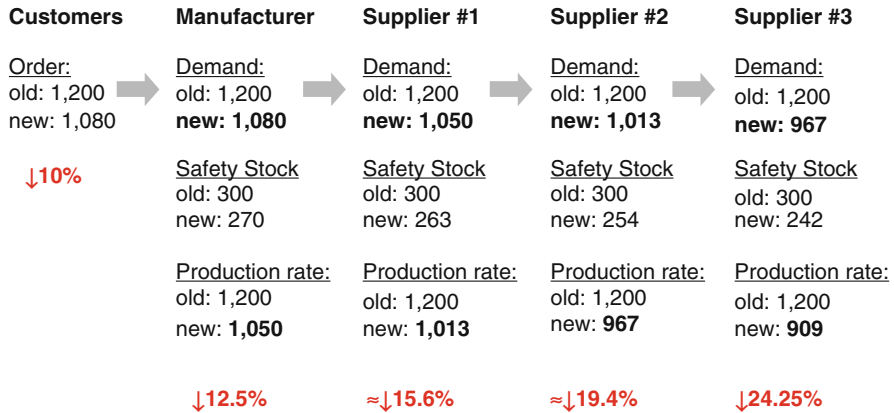 Customers
Order:
old: 1,200
new: 1,080
↓10%
Manufacturer
Demand:
old: 1,200
new: 1,080
Safety Stock
old: 300
new: 270
Production rate:
old: 1,200
new: 1,050
↓12.5%
Supplier #1
Demand:
old: 1,200
new: 1,050
Safety Stock
old: 300
new: 263
Production rate:
old: 1,200
new: 1,013
≈↓15.6%
Supplier #2
Demand:
old: 1,200
new: 1,013
Safety Stock
old: 300
new: 254
Production rate:
old: 1,200
new: 967
≈↓19.4%
Supplier #3
Demand:
old: 1,200
new: 967
Safety Stock
old: 300
new: 242
Production rate:
old: 1,200
new: 909
↓24.25%